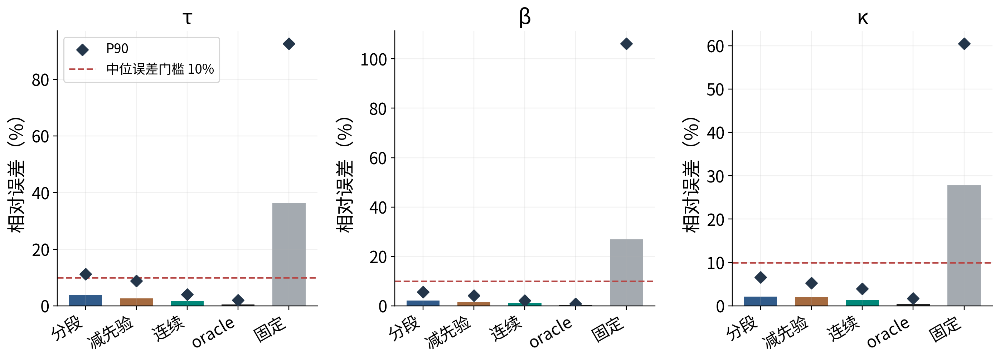 τ
P90
中位误差门槛 10%
相对误差（%）
80
60
40
20
0
分段
减先验
连续
oracle
固定
β
相对误差（%）
100
80
60
40
20
0
分段
减先验
连续
oracle
固定
κ
相对误差（%）
60
50
40
30
20
10
0
分段
减先验
连续
oracle
固定